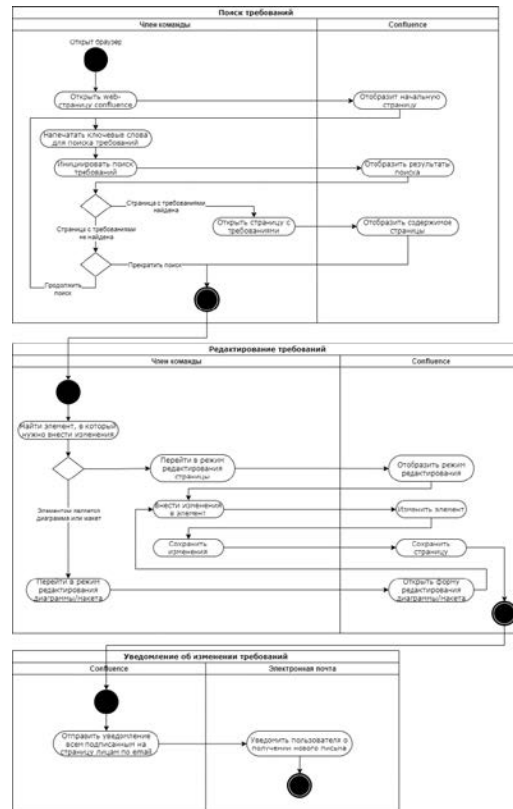 Поиск требований
Член команды
Confluence
Открыт браузер
Открыть web-
страницу confluence
Отобразит начальную
страницу
Напечатать ключевые слова
для поиска требований
Инициировать поиск
требований
Отобразить результаты
поиска
Страница с требованиями
найдена
Открыть страницу с
требованиями
Отобразить содержимое
страницы
Страница с требованиями
не найдена
Прекратить поиск
Продолжить
поиск
Редактирование требований
Член команды
Confluence
Найти элемент, в который
нужно внести изменения
Перейти в режим
редактирования
страницы
Отобразить режим
редактирования
Элементом является
диаграмма или макет
Внести изменения
в элемент
Изменить элемент
Сохранить
изменения
Сохранить
страницу
Перейти в режим
редактирования
диаграммы/макета
Открыть форму
редактирования
диаграммы/макета
Уведомление об изменении требований
Confluence
Электронная почта
Отправить уведомление
всем подписанным на
страницу лицам по email
Уведомить пользователя о
получении нового письма